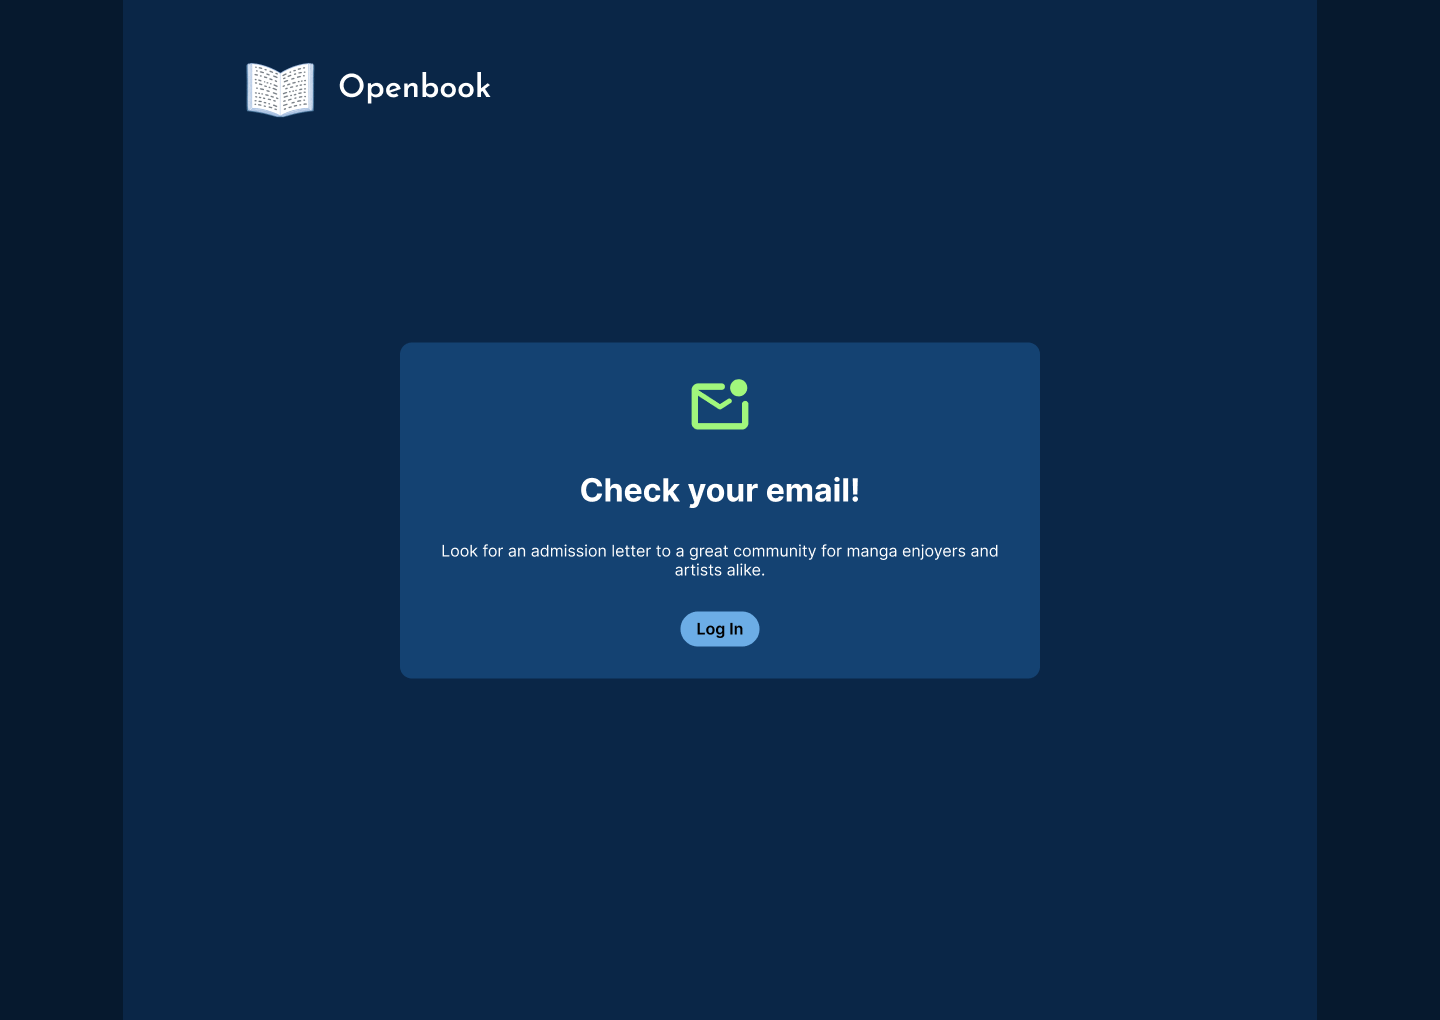 Openbook
Check your email!
Look for an admission letter to a great community for manga enjoyers and
artists alike.
Log In